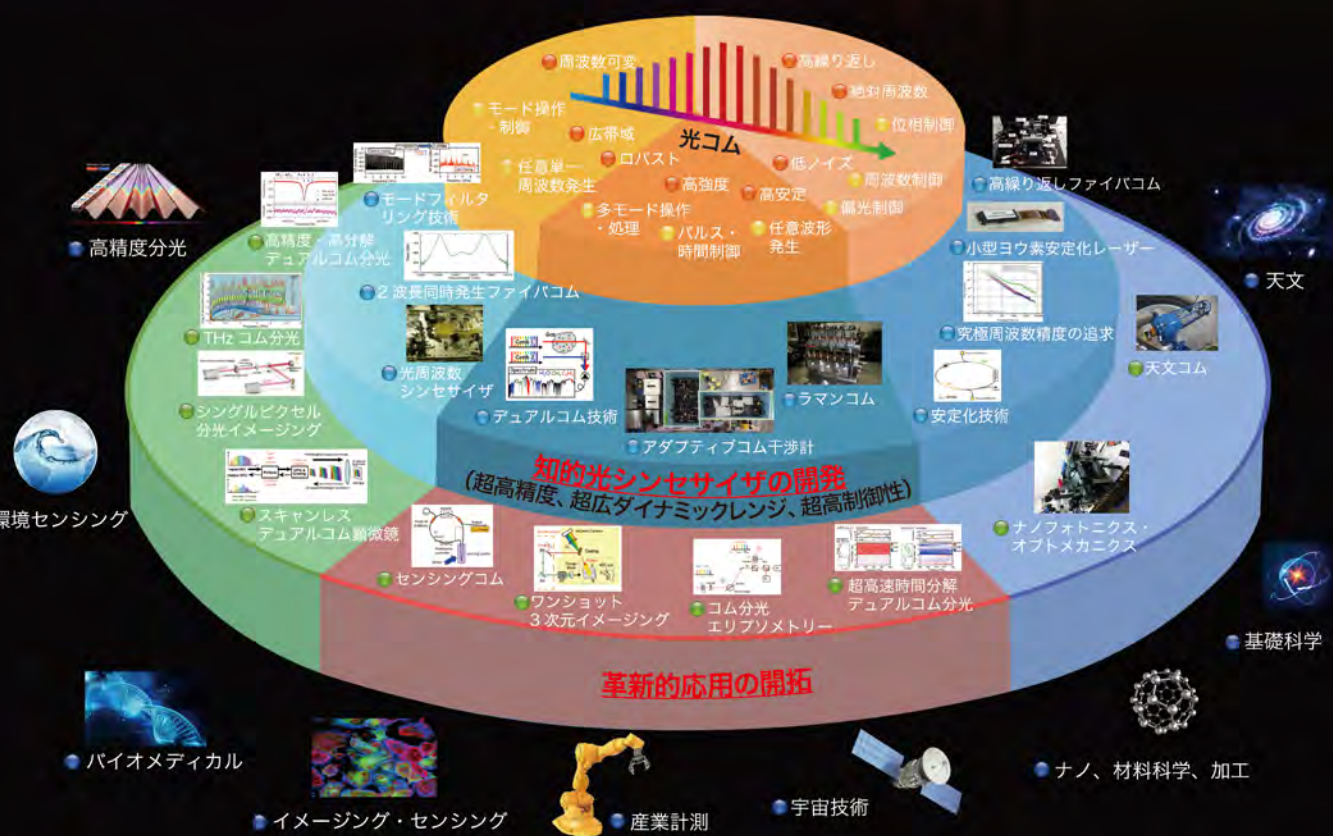 周波数可変
高繰り返し
絶対周波数
モード操作
・制御
位相制御
広帯域
光コム
任意単一
周波数発生
ロバスト
低ノイズ
周波数制御
高強度
高安定
偏光制御
多モード操作
・処理
パルス・
時間制御
任意波形
発生
モードフィルタ
リング技術
高繰り返しファイバコム
高精度分光
高精度・高分解
デュアルコム分光
小型ヨウ素安定化レーザー
天文
2波長同時発生ファイバコム
THzコム分光
究極周波数精度の追求
天文コム
光周波数
シンセサイザ
シングルピクセル
分光イメージング
デュアルコム技術
アダプティブコム干渉計
ラマンコム
安定化技術
知的光シンセサイザの開発
(超高精度、超広ダイナミックレンジ、超高制御性)
環境センシング
スキャンレス
デュアルコム顕微鏡
ナノフォトニクス・
オプトメカニクス
センシングコム
ワンショット
3次元イメージング
コム分光
エリプソメトリー
超高速時間分解
デュアルコム分光
基礎科学
革新的応用の開拓
バイオメディカル
ナノ、材料科学、加工
イメージング・センシング
産業計測
宇宙技術